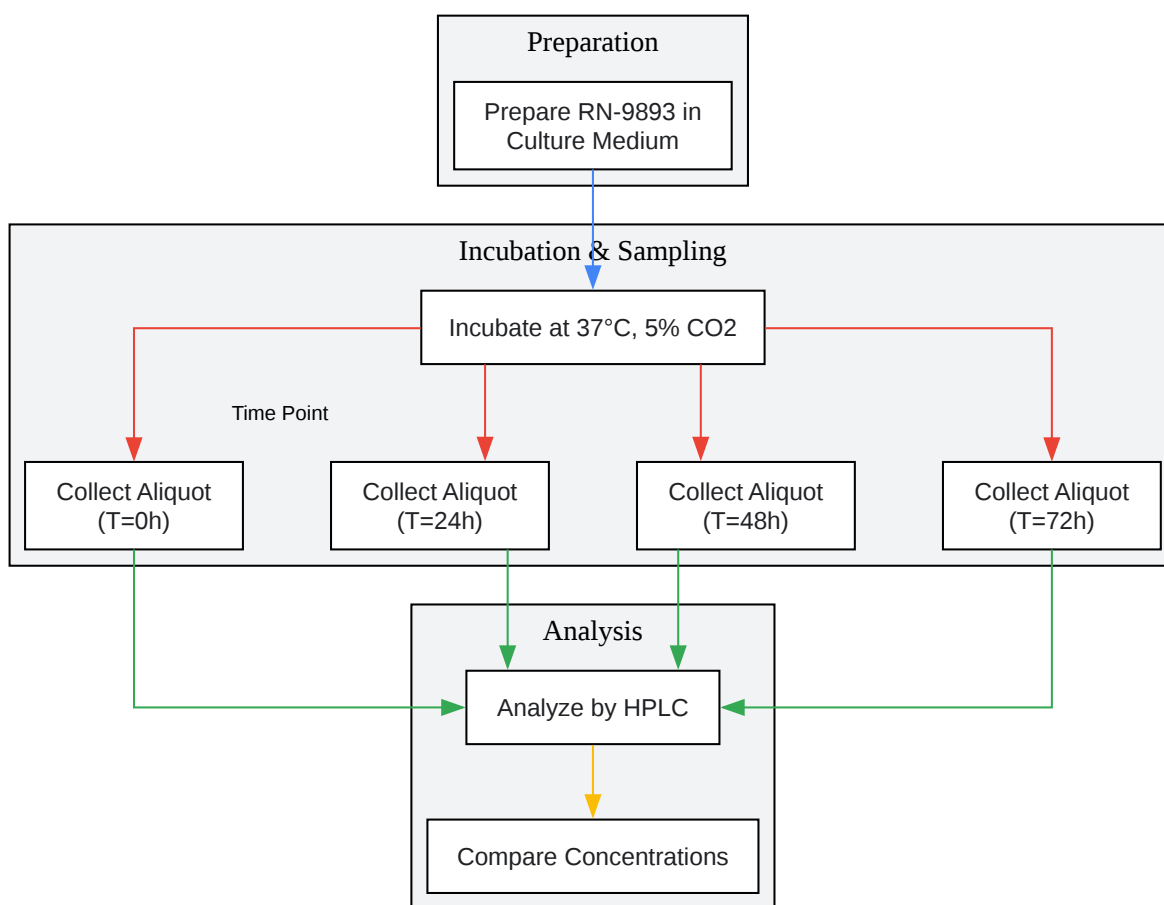 Preparation
Prepare RN-9893 in
Culture Medium
Incubation & Sampling
Incubate at 37°C, 5% CO2
Time Point
Collect Aliquot
(T=0h)
Collect Aliquot
(T=24h)
Collect Aliquot
(T=48h)
Collect Aliquot
(T=72h)
Analysis
Analyze by HPLC
Compare Concentrations